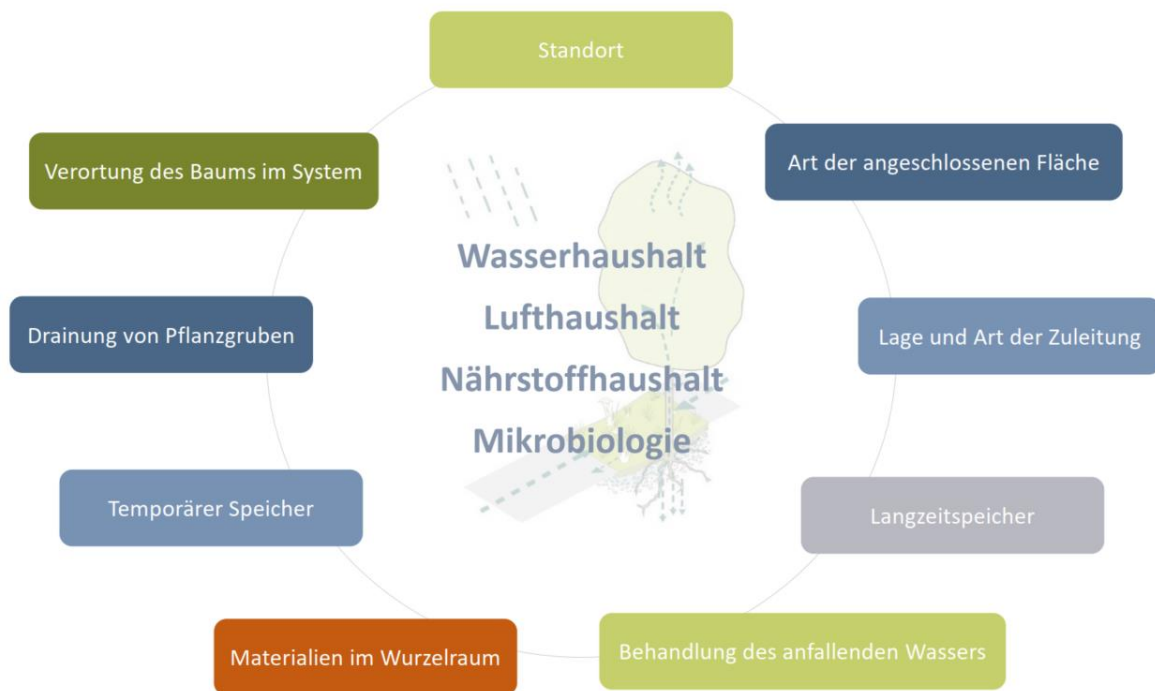 Standort
Verortung des Baums im System
Art der angeschlossenen Fläche
Wasserhaushalt
Lufthaushalt
Nährstoffhaushalt
Mikrobiologie
Drainung von Pflanzgruben
Lage und Art der Zuleitung
Temporärer Speicher
Langzeitspeicher
Materialien im Wurzelraum
Behandlung des anfallenden Wassers